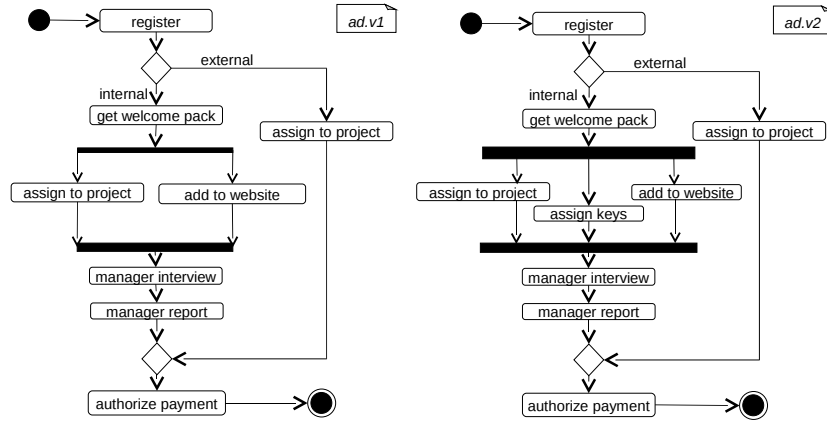 register
ad.v1
external
internal
get welcome pack
assign to project
assign to project
add to website
manager interview
manager report
authorize payment
register
ad.v2
external
internal
get welcome pack
assign to project
assign to project
add to website
assign keys
manager interview
manager report
authorize payment